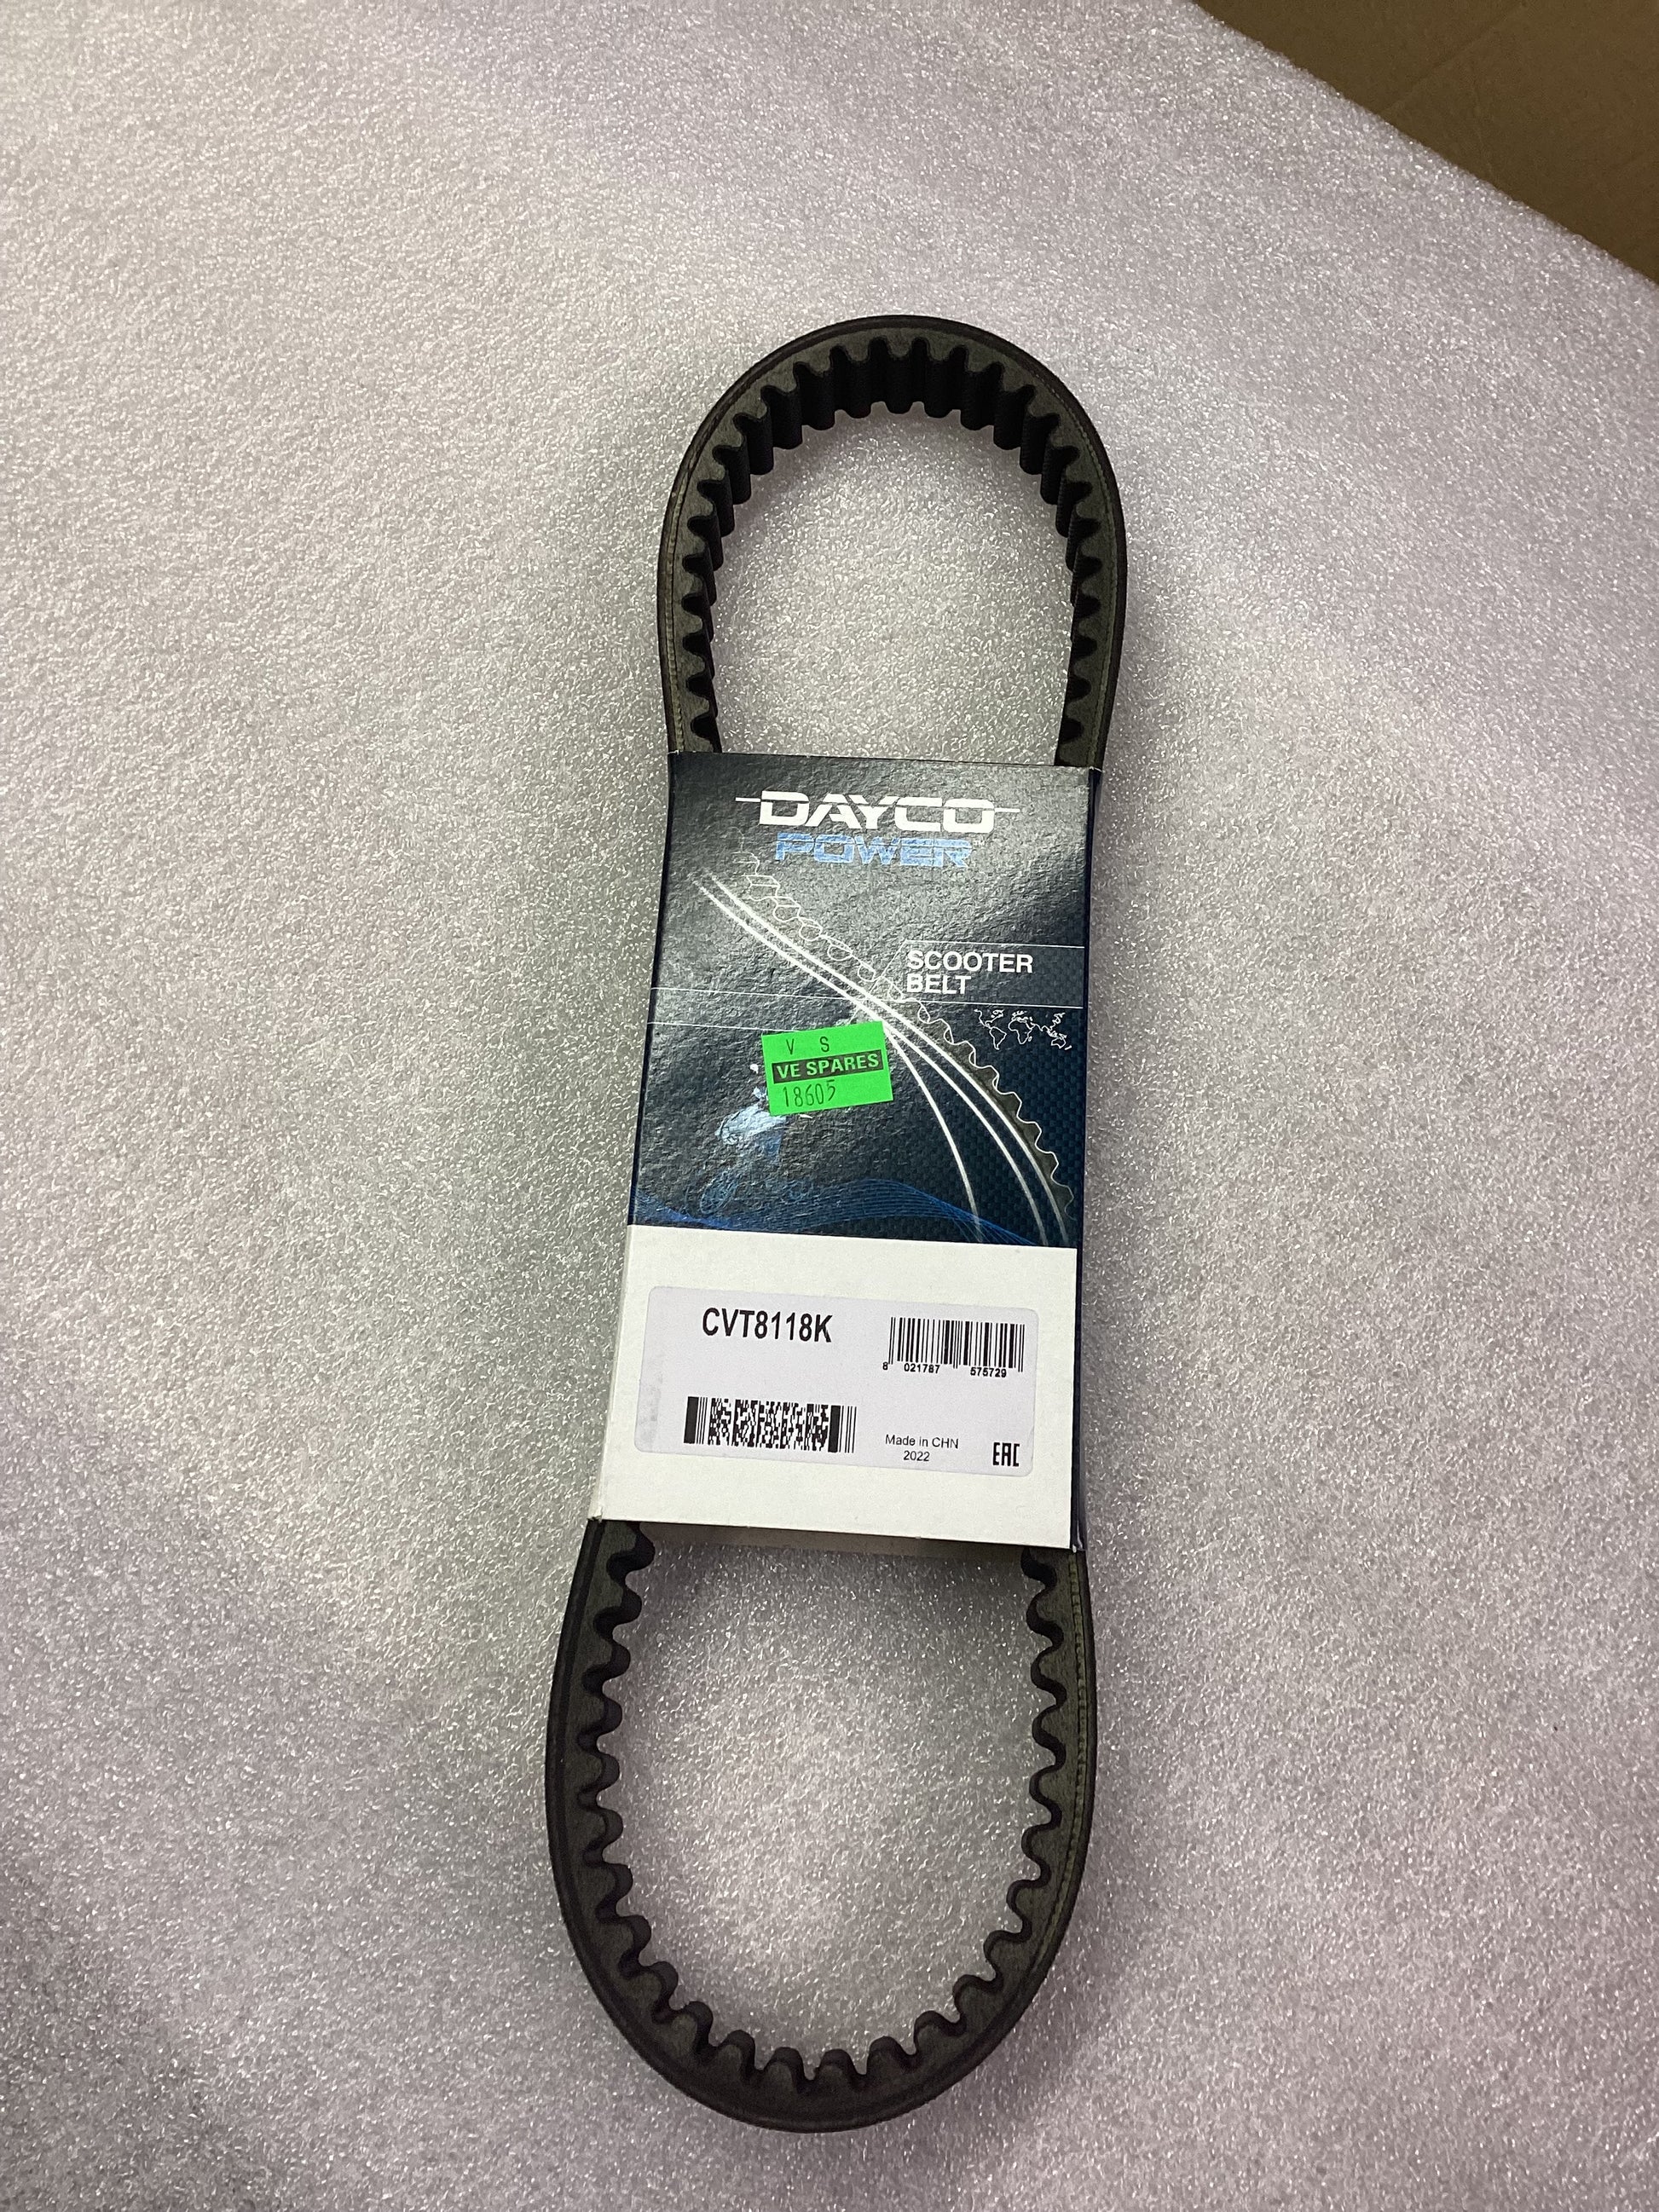 DAYCO
POWER
SCOOTER
BELT
V S
VE SPARES
18605
CVT8118K
8 021787 575729
Made in CHN
2022
EAC